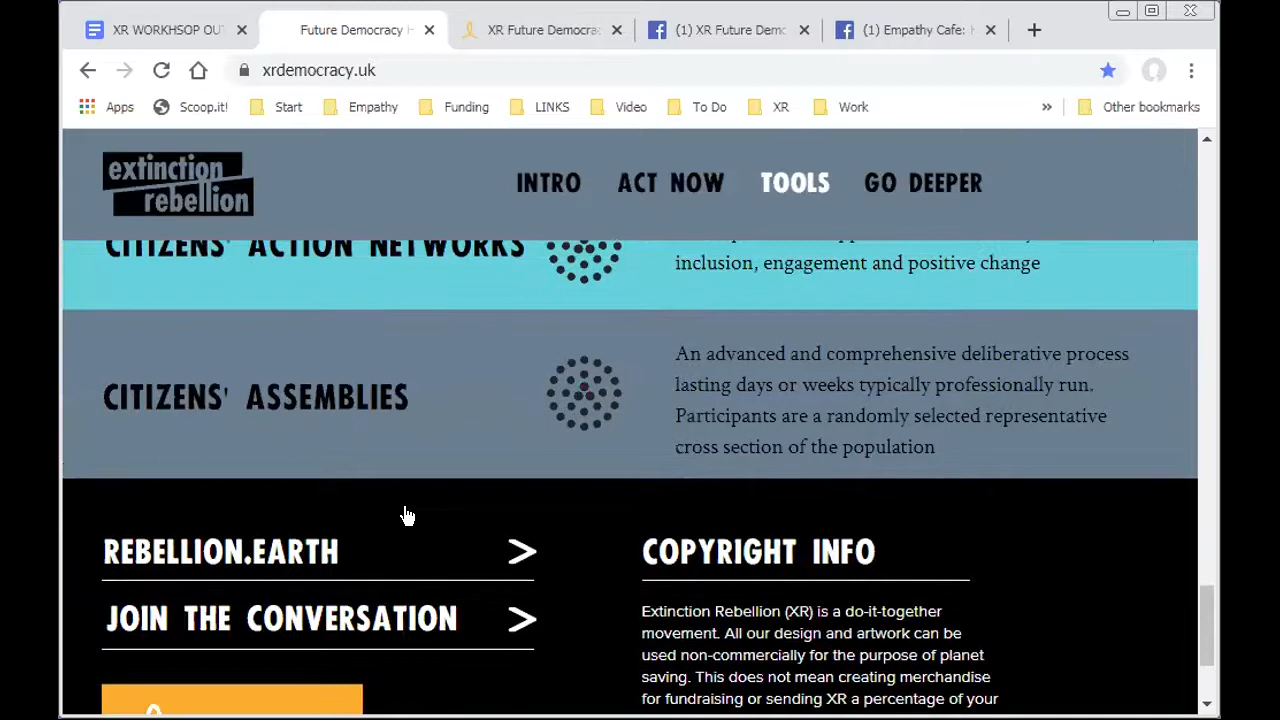 XR WORKHSOP OU
Future Democracy
XR Future Democra
(1) XR Future Dem
(1) Empathy Cafe:
xrdemocracy.uk
Apps
Scoop.it!
Start
Empathy
Funding
LINKS
Video
To Do
XR
Work
»
Other bookmarks
extinction
rebellion
INTRO
ACT NOW
TOOLS
GO DEEPER
CITIZENS' ACTION NETWORKS
inclusion, engagement and positive change
CITIZENS' ASSEMBLIES
An advanced and comprehensive deliberative process
lasting days or weeks typically professionally run.
Participants are a randomly selected representative
cross section of the population
REBELLION.EARTH >
JOIN THE CONVERSATION >
COPYRIGHT INFO
Extinction Rebellion (XR) is a do-it-together
movement. All our design and artwork can be
used non-commercially for the purpose of planet
saving. This does not mean creating merchandise
for fundraising or sending XR a percentage of your